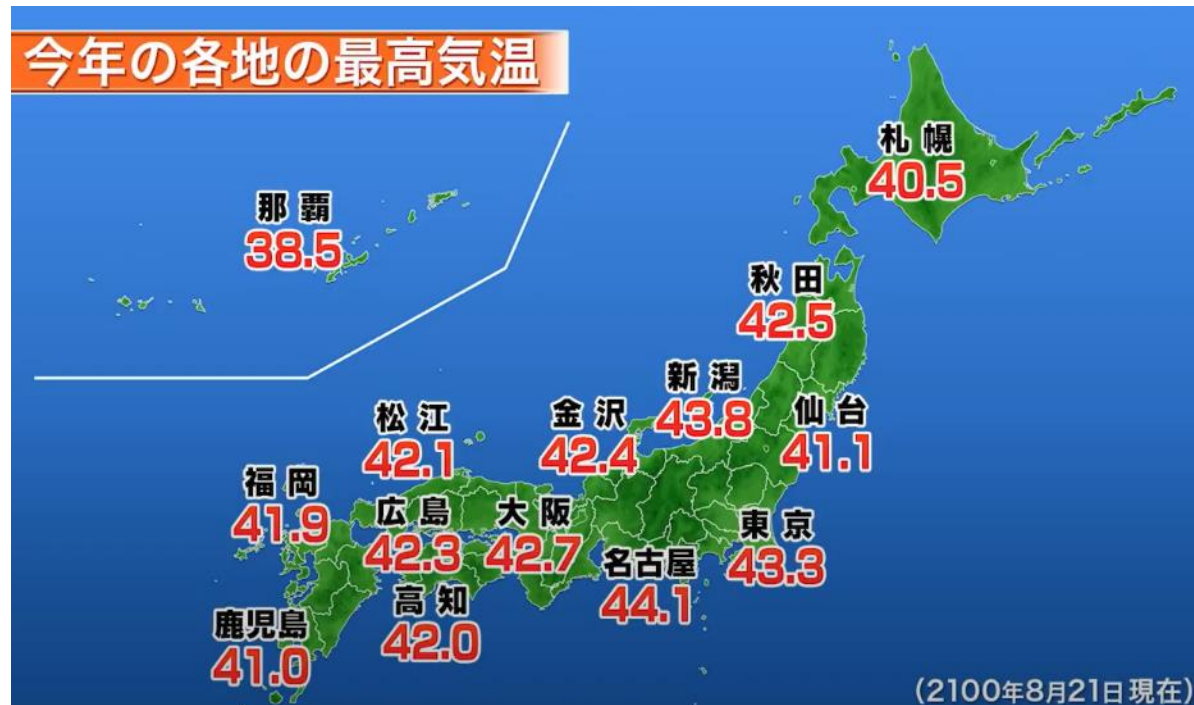 今年の各地の最高気温
札幌
40.5
那覇
38.5
秋田
42.5
新潟
43.8
仙台
41.1
金沢
42.4
松江
42.1
福岡
41.9
広島
42.3
大阪
42.7
東京
43.3
名古屋
44.1
高知
42.0
鹿児島
41.0
(2100年8月21日現在)